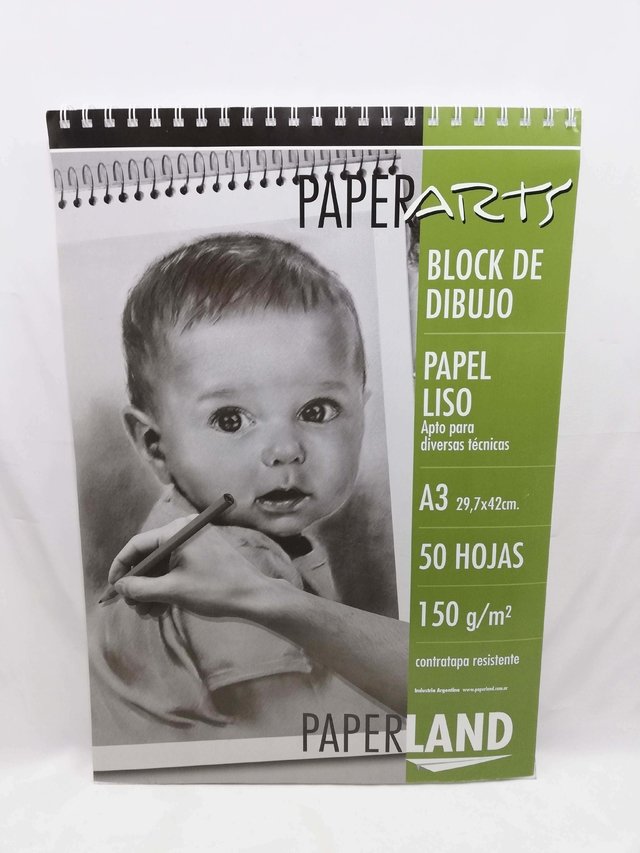 PAPERARTS
BLOCK DE
DIBUJO
PAPEL
LISO
Apto para
diversas técnicas
A3 29,7x42cm.
50 HOJAS
150 g/m²
contratapa resistente
Industria Argentina www.paperland.com.ar
PAPERLAND